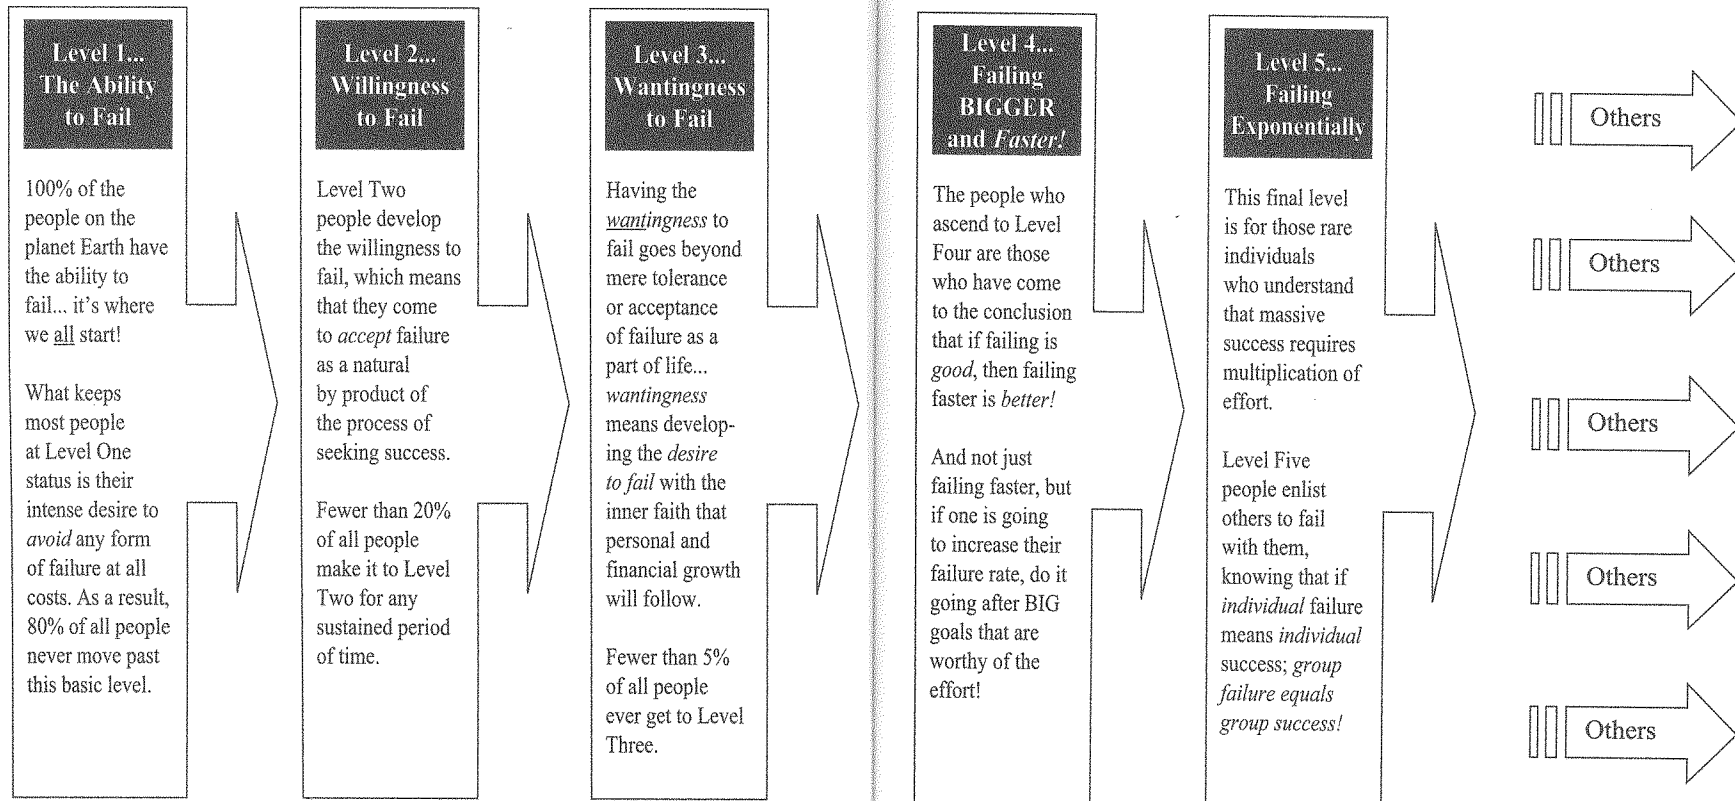 Level 1...
The Ability
to Fail
100% of the
people on the
planet Earth have
the ability to
fail... it's where
we all start!
What keeps
most people
at Level One
status is their
intense desire to
avoid any form
of failure at all
costs. As a result,
80% of all people
never move past
this basic level.
Level 2...
Willingness
to Fail
Level Two
people develop
the willingness to
fail, which means
that they come
to accept failure
as a natural
by product of
the process of
seeking success.
Fewer than 20%
of all people
make it to Level
Two for any
sustained period
of time.
Level 3...
Wantingness
to Fail
Having the
wantingness to
fail goes beyond
mere tolerance
or acceptance
of failure as a
part of life...
wantingness
means develop-
ing the desire
to fail with the
inner faith that
personal and
financial growth
will follow.
Fewer than 5%
of all people
ever get to Level
Three.
Level 4...
Failing
BIGGER
and Faster!
The people who
ascend to Level
Four are those
who have come
to the conclusion
that if failing is
good, then failing
faster is better!
And not just
failing faster, but
if one is going
to increase their
failure rate, do it
going after BIG
goals that are
worthy of the
effort!
Level 5...
Failing
Exponentially
This final level
is for those rare
individuals
who understand
that massive
success requires
multiplication of
effort.
Level Five
people enlist
others to fail
with them,
knowing that if
individual failure
means individual
success; group
failure equals
group success!
Others
Others
Others
Others
Others